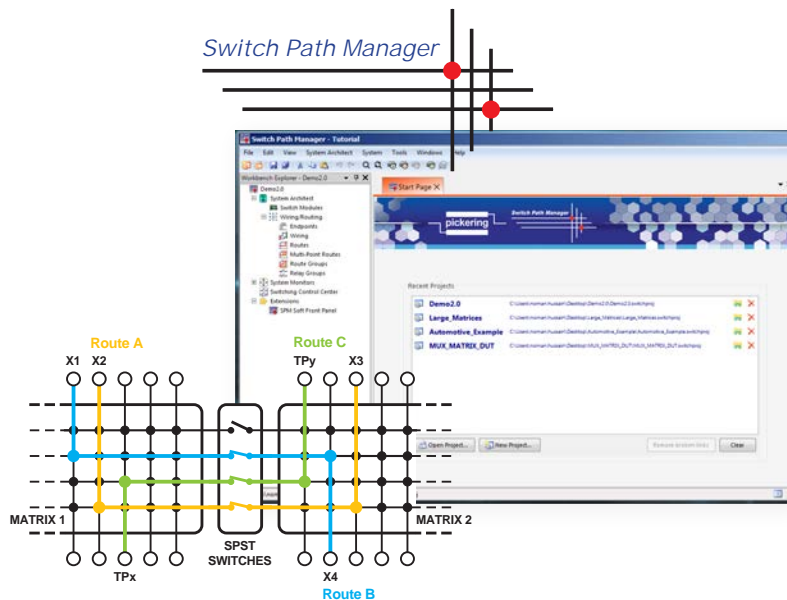 Switch Path Manager
Switch Path Manager - Tutorial
File Edit View System Architect System Tools Windows Help
Workbench Explorer - Demo2.0
Demo2.0
System Architect
Switch Modules
Wiring/Routing
Endpoints
Wiring
Routes
Multi-Point Routes
Route Groups
Relay Groups
System Monitors
Switching Control Center
Extensions
SPM Soft Front Panel
Start Page
pickering
Switch Path Manager
Recent Projects
Demo2.0
Large_Matrices
Automotive_Example
MUX_MATRIX_DUT
Open Project... New Project... Clear
Route A Route C
X1 X2 TPy X3
MATRIX 1 MATRIX 2
SPST
SWITCHES
TPx X4
Route B